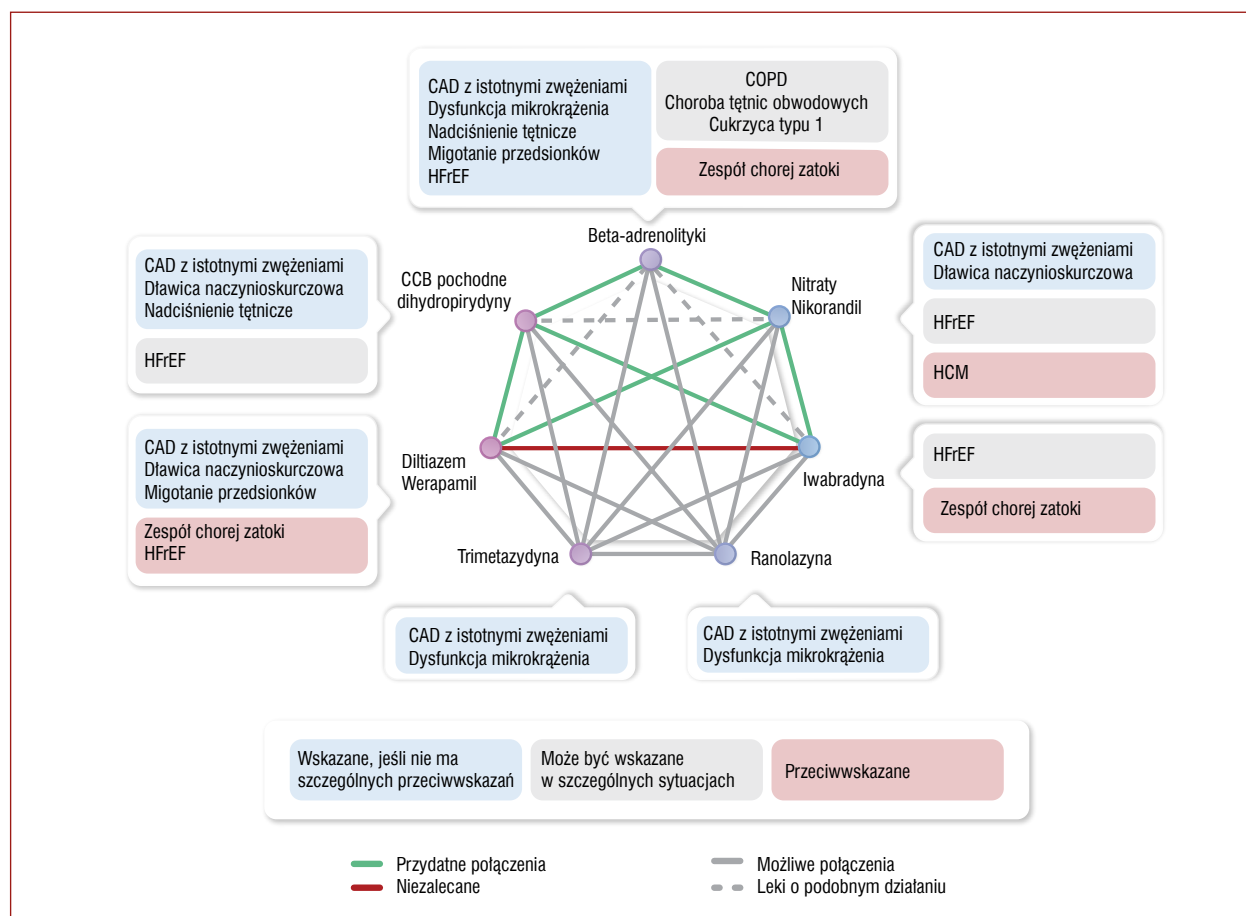 CAD z istotnymi zwężeniami
Dysfunkcja mikrokrążenia
Nadciśnienie tętnicze
Migotanie przedsionków
HFrEF
COPD
Choroba tętnic obwodowych
Cukrzyca typu 1
Zespół chorej zatoki
Beta-adrenolityki
CAD z istotnymi zwężeniami
Dławica naczynioskurczowa
Nadciśnienie tętnicze
HFrEF
CCB pochodne
dihydropirydyny
Nitraty
Nikorandil
CAD z istotnymi zwężeniami
Dławica naczynioskurczowa
HFrEF
HCM
CAD z istotnymi zwężeniami
Dławica naczynioskurczowa
Migotanie przedsionków
Zespół chorej zatoki
HFrEF
Diltiazem
Werapamil
Iwabradyna
HFrEF
Zespół chorej zatoki
Trimetazydyna
Ranolazyna
CAD z istotnymi zwężeniami
Dysfunkcja mikrokrążenia
CAD z istotnymi zwężeniami
Dysfunkcja mikrokrążenia
Wskazane, jeśli nie ma
szczególnych przeciwwskazań
Może być wskazane
w szczególnych sytuacjach
Przeciwwskazane
Przydatne połączenia
Niezalecane
Możliwe połączenia
Leki o podobnym działaniu